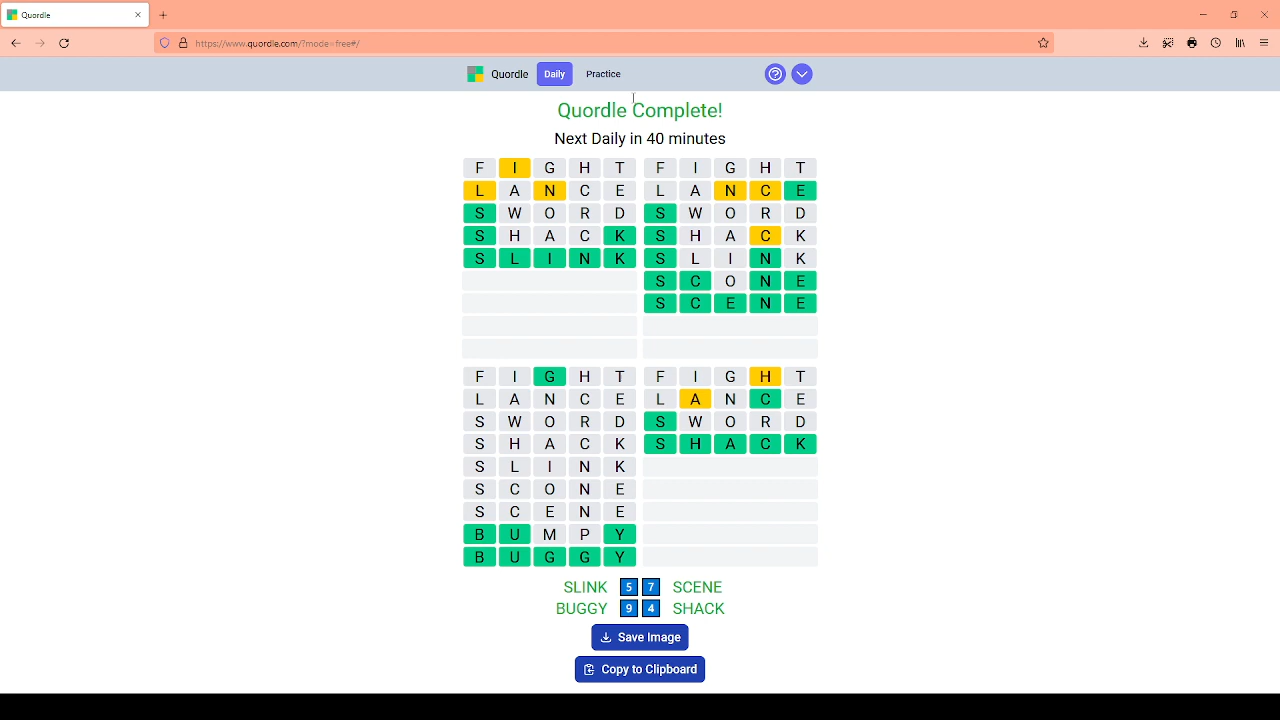 Quordle
https://www.quordle.com/?mode=free#/
Quordle Daily Practice
Quordle Complete!
Next Daily in 40 minutes
F I G H T F I G H T
L A N C E L A N C E
S W O R D S W O R D
S H A C K S H A C K
S L I N K S L I N K
S C O N E
S C E N E
F I G H T F I G H T
L A N C E L A N C E
S W O R D S W O R D
S H A C K S H A C K
S L I N K
S C O N E
S C E N E
B U M P Y
B U G G Y
SLINK 5 7 SCENE
BUGGY 9 4 SHACK
Save Image
Copy to Clipboard